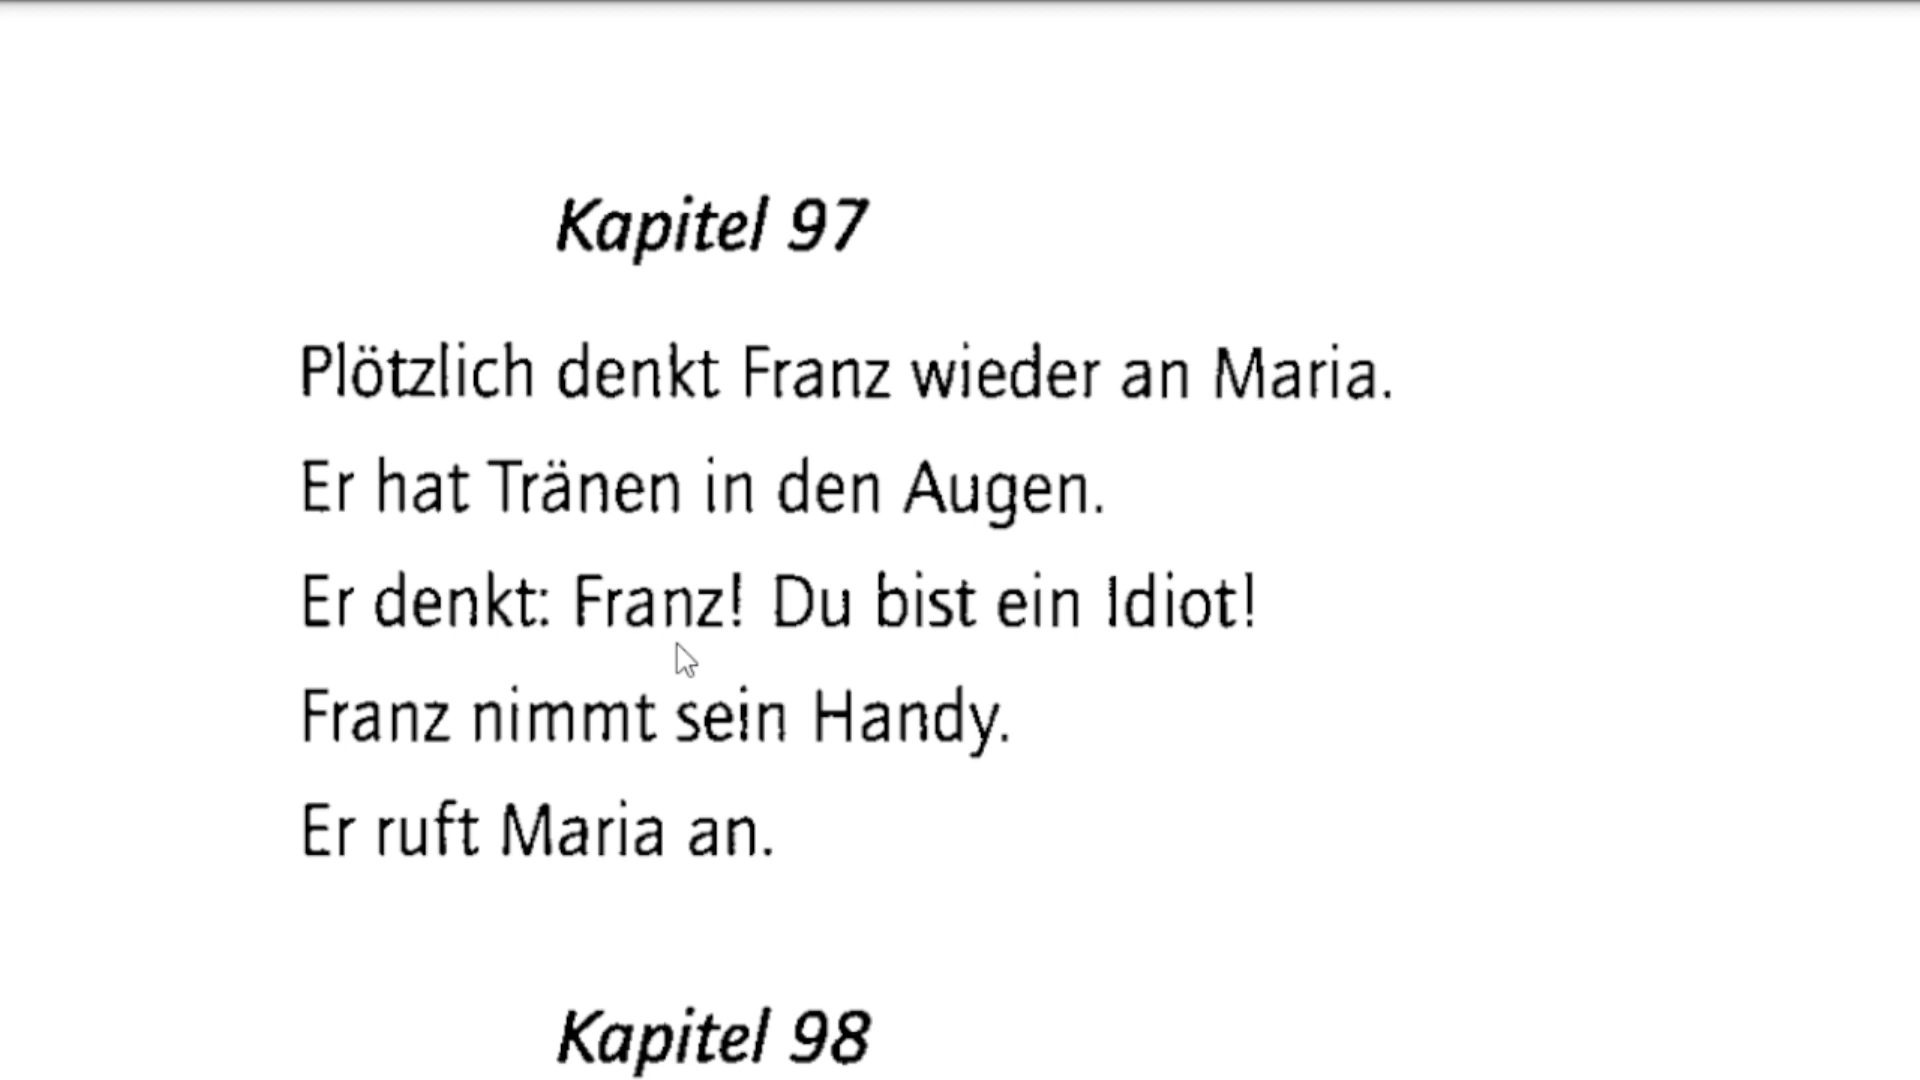 Kapitel 97
Plötzlich denkt Franz wieder an Maria.
Er hat Tränen in den Augen.
Er denkt: Franz! Du bist ein Idiot!
Franz nimmt sein Handy.
Er ruft Maria an.
Kapitel 98